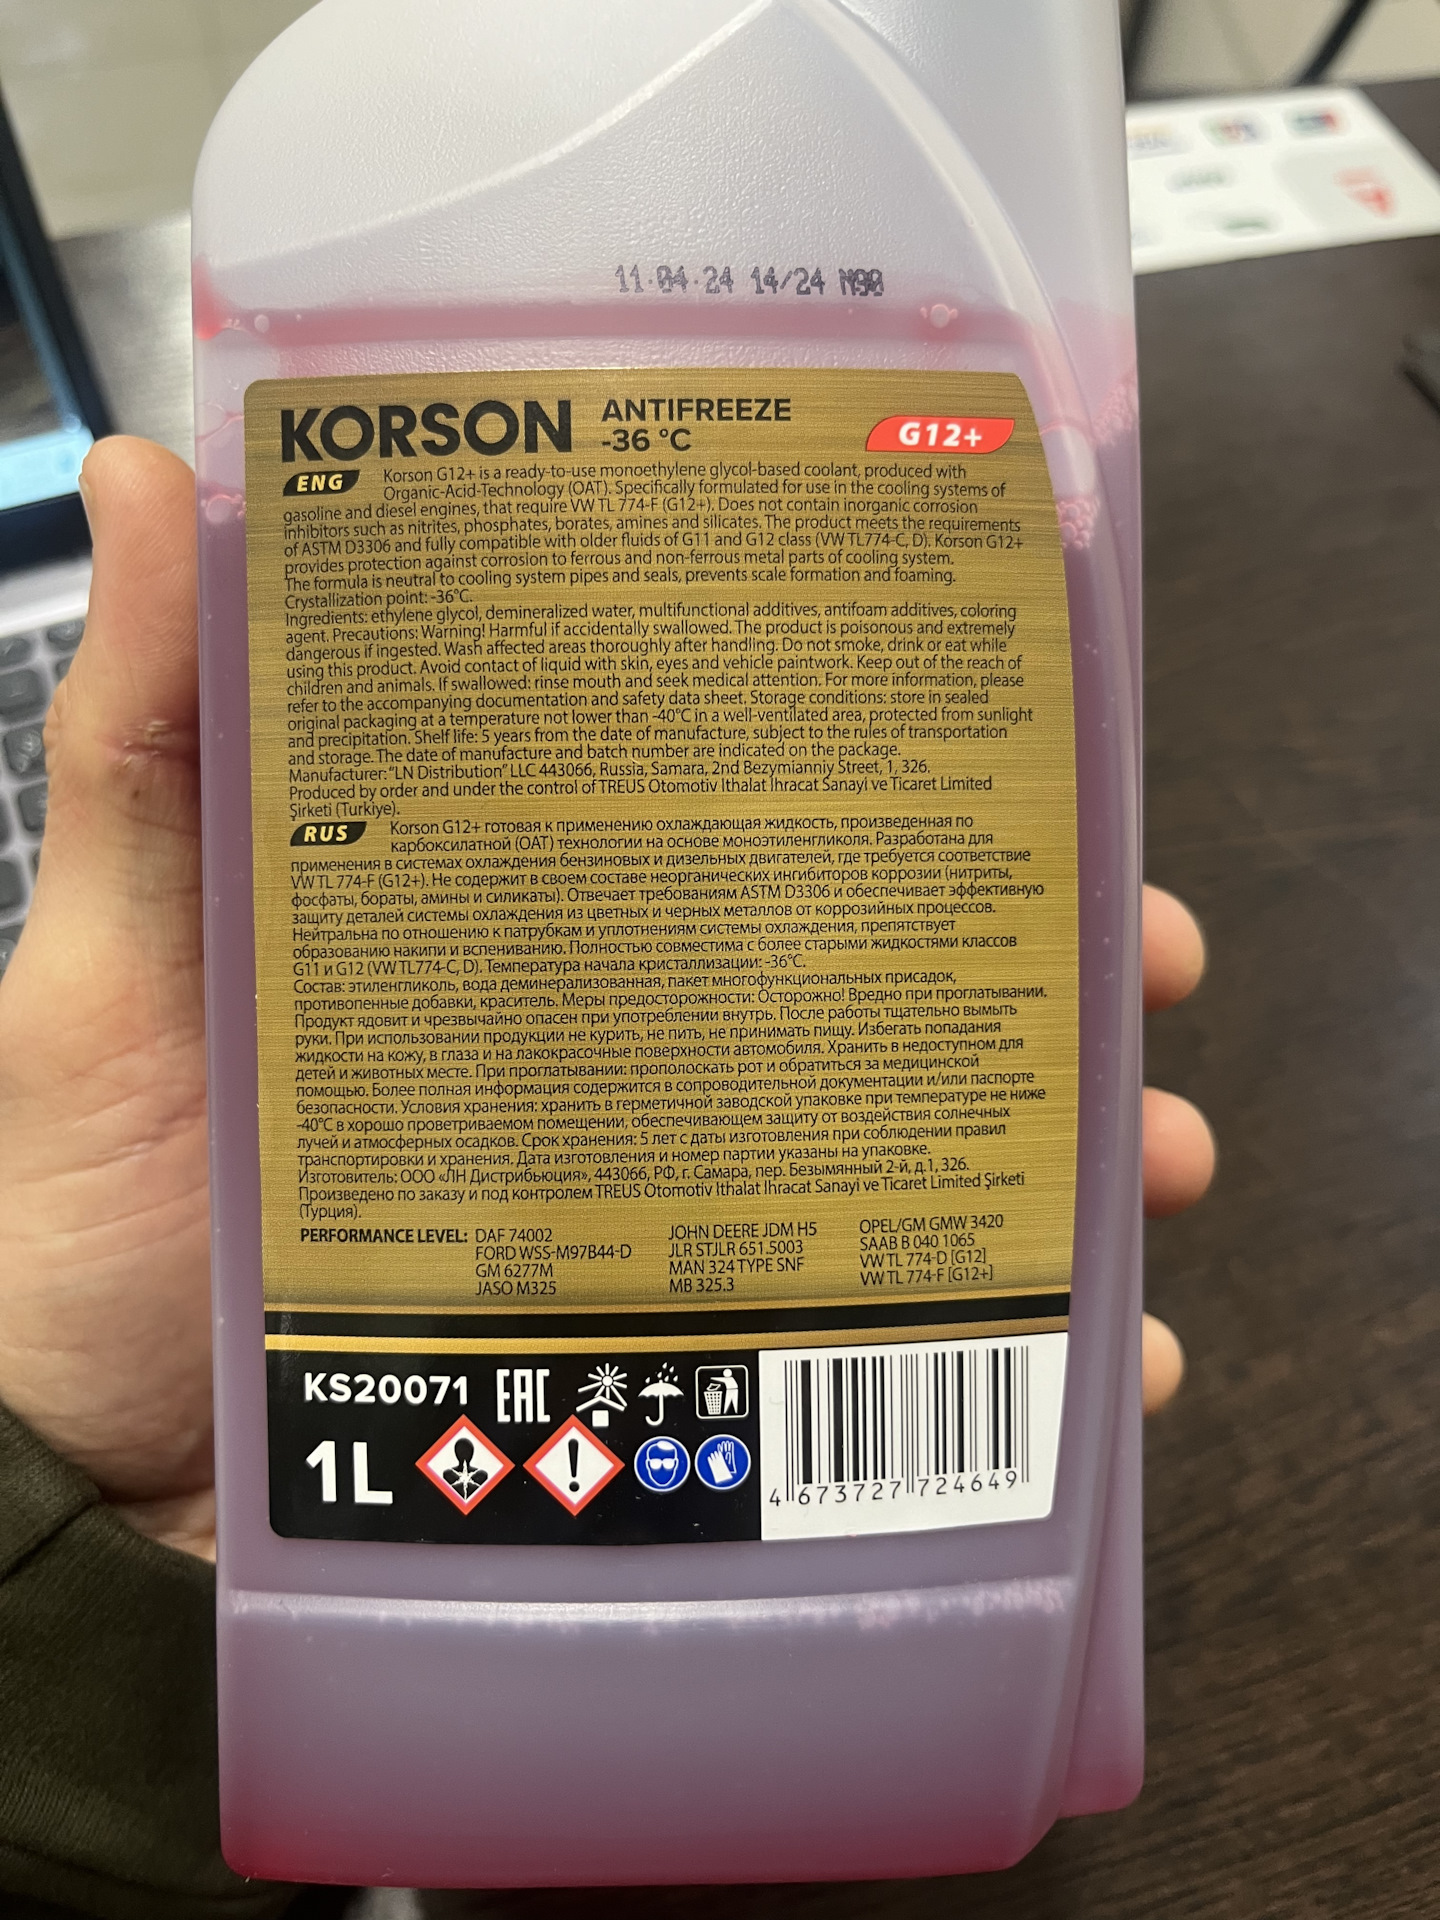 11.04.24 14/24 N90
KORSON
ANTIFREEZE
-36 °C
G12+
ENG
Korson G12+ is a ready-to-use monoethylene glycol-based coolant, produced with
Organic-Acid-Technology (OAT). Specifically formulated for use in the cooling systems of
gasoline and diesel engines, that require VW TL 774-F (G12+). Does not contain inorganic corrosion
inhibitors such as nitrites, phosphates, borates, amines and silicates. The product meets the requirements
of ASTM D3306 and fully compatible with older fluids of G11 and G12 class (VW TL774-C, D). Korson G12+
provides protection against corrosion to ferrous and non-ferrous metal parts of cooling system.
The formula is neutral to cooling system pipes and seals, prevents scale formation and foaming.
Crystallization point: -36°C.
Ingredients: ethylene glycol, demineralized water, multifunctional additives, antifoam additives, coloring
agent. Precautions: Warning! Harmful if accidentally swallowed. The product is poisonous and extremely
dangerous if ingested. Wash affected areas thoroughly after handling. Do not smoke, drink or eat while
using this product. Avoid contact of liquid with skin, eyes and vehicle paintwork. Keep out of the reach of
children and animals. If swallowed: rinse mouth and seek medical attention. For more information, please
refer to the accompanying documentation and safety data sheet. Storage conditions: store in sealed
original packaging at a temperature not lower than -40°C in a well-ventilated area, protected from sunlight
and precipitation. Shelf life: 5 years from the date of manufacture, subject to the rules of transportation
and storage. The date of manufacture and batch number are indicated on the package.
Manufacturer: "LN Distribution" LLC 443066, Russia, Samara, 2nd Bezymianniy Street, 1, 326.
Produced by order and under the control of TREUS Otomotiv Ithalat Ihracat Sanayi ve Ticaret Limited
Şirketi (Turkiye).
RUS
Korson G12+ готовая к применению охлаждающая жидкость, произведенная по
карбоксилатной (OAT) технологии на основе моноэтиленгликоля. Разработана для
применения в системах охлаждения бензиновых и дизельных двигателей, где требуется соответствие
VW TL 774-F (G12+). Не содержит в своем составе неорганических ингибиторов коррозии (нитриты,
фосфаты, бораты, амины и силикаты). Отвечает требованиям ASTM D3306 и обеспечивает эффективную
защиту деталей системы охлаждения из цветных и черных металлов от коррозийных процессов.
Нейтральна по отношению к патрубкам и уплотнениям системы охлаждения, препятствует
образованию накипи и вспениванию. Полностью совместима с более старыми жидкостями классов
G11 и G12 (VW TL774-C, D). Температура начала кристаллизации: -36°C.
Состав: этиленгликоль, вода деминерализованная, пакет многофункциональных присадок,
противопенные добавки, краситель. Меры предосторожности: Осторожно! Вредно при проглатывании.
Продукт ядовит и чрезвычайно опасен при употреблении внутрь. После работы тщательно вымыть
руки. При использовании продукции не курить, не пить, не принимать пищу. Избегать попадания
жидкости на кожу, в глаза и на лакокрасочные поверхности автомобиля. Хранить в недоступном для
детей и животных месте. При проглатывании: прополоскать рот и обратиться за медицинской
помощью. Более полная информация содержится в сопроводительной документации и/или паспорте
безопасности. Условия хранения: хранить в герметичной заводской упаковке при температуре не ниже
-40°C в хорошо проветриваемом помещении, обеспечивающем защиту от воздействия солнечных
лучей и атмосферных осадков. Срок хранения: 5 лет с даты изготовления при соблюдении правил
транспортировки и хранения. Дата изготовления и номер партии указаны на упаковке.
Изготовитель: ООО «ЛН Дистрибьюция», 443066, РФ, г. Самара, пер. Безымянный 2-й, д.1, 326.
Произведено по заказу и под контролем TREUS Otomotiv Ithalat Ihracat Sanayi ve Ticaret Limited Şirketi
(Турция).
PERFORMANCE LEVEL: DAF 74002 JOHN DEERE JDM H5 OPEL/GM GMW 3420
FORD WSS-M97B44-D JLR STJLR 651.5003 SAAB B 040 1065
GM 6277M MAN 324 TYPE SNF VW TL 774-D [G12]
JASO M325 MB 325.3 VW TL 774-F [G12+]
KS20071 EAC
1L
4 673727 724649